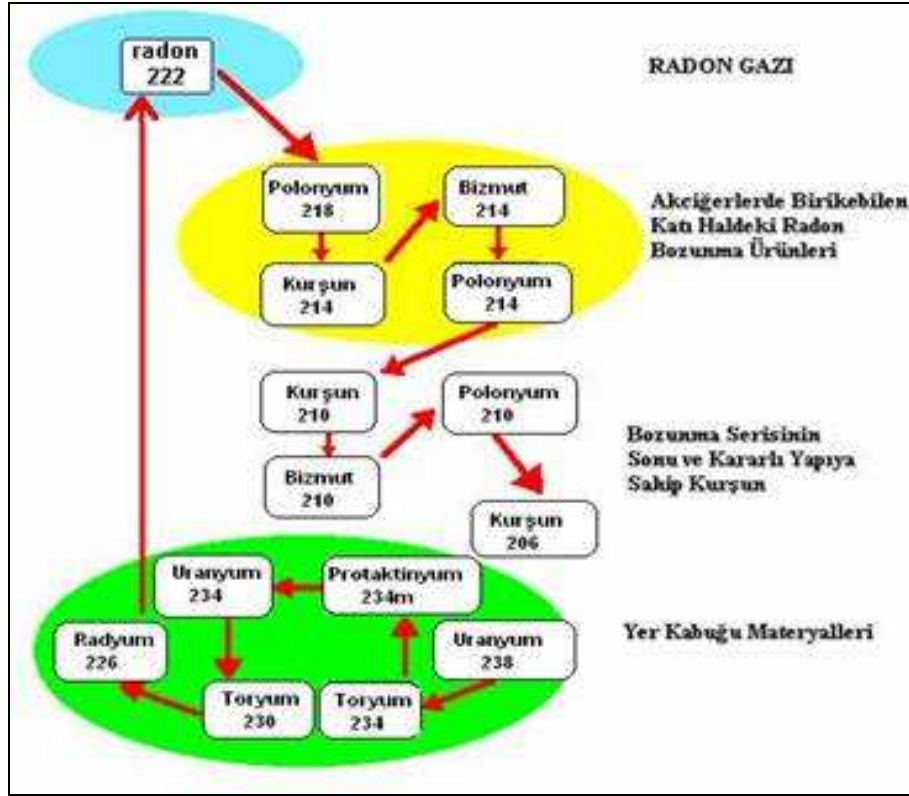 radon
222
RADON GAZI
Polonyum
218
Bizmut
214
Kurşun
214
Polonyum
214
Akciğerlerde Birikebilen
Katı Haldeki Radon
Bozunma Ürünleri
Kurşun
210
Polonyum
210
Bizmut
210
Kurşun
206
Bozunma Serisinin
Sonu ve Kararlı Yapıya
Sahip Kurşun
Uranyum
234
Protaktinyum
234m
Radyum
226
Uranyum
238
Toryum
230
Toryum
234
Yer Kabuğu Materyalleri